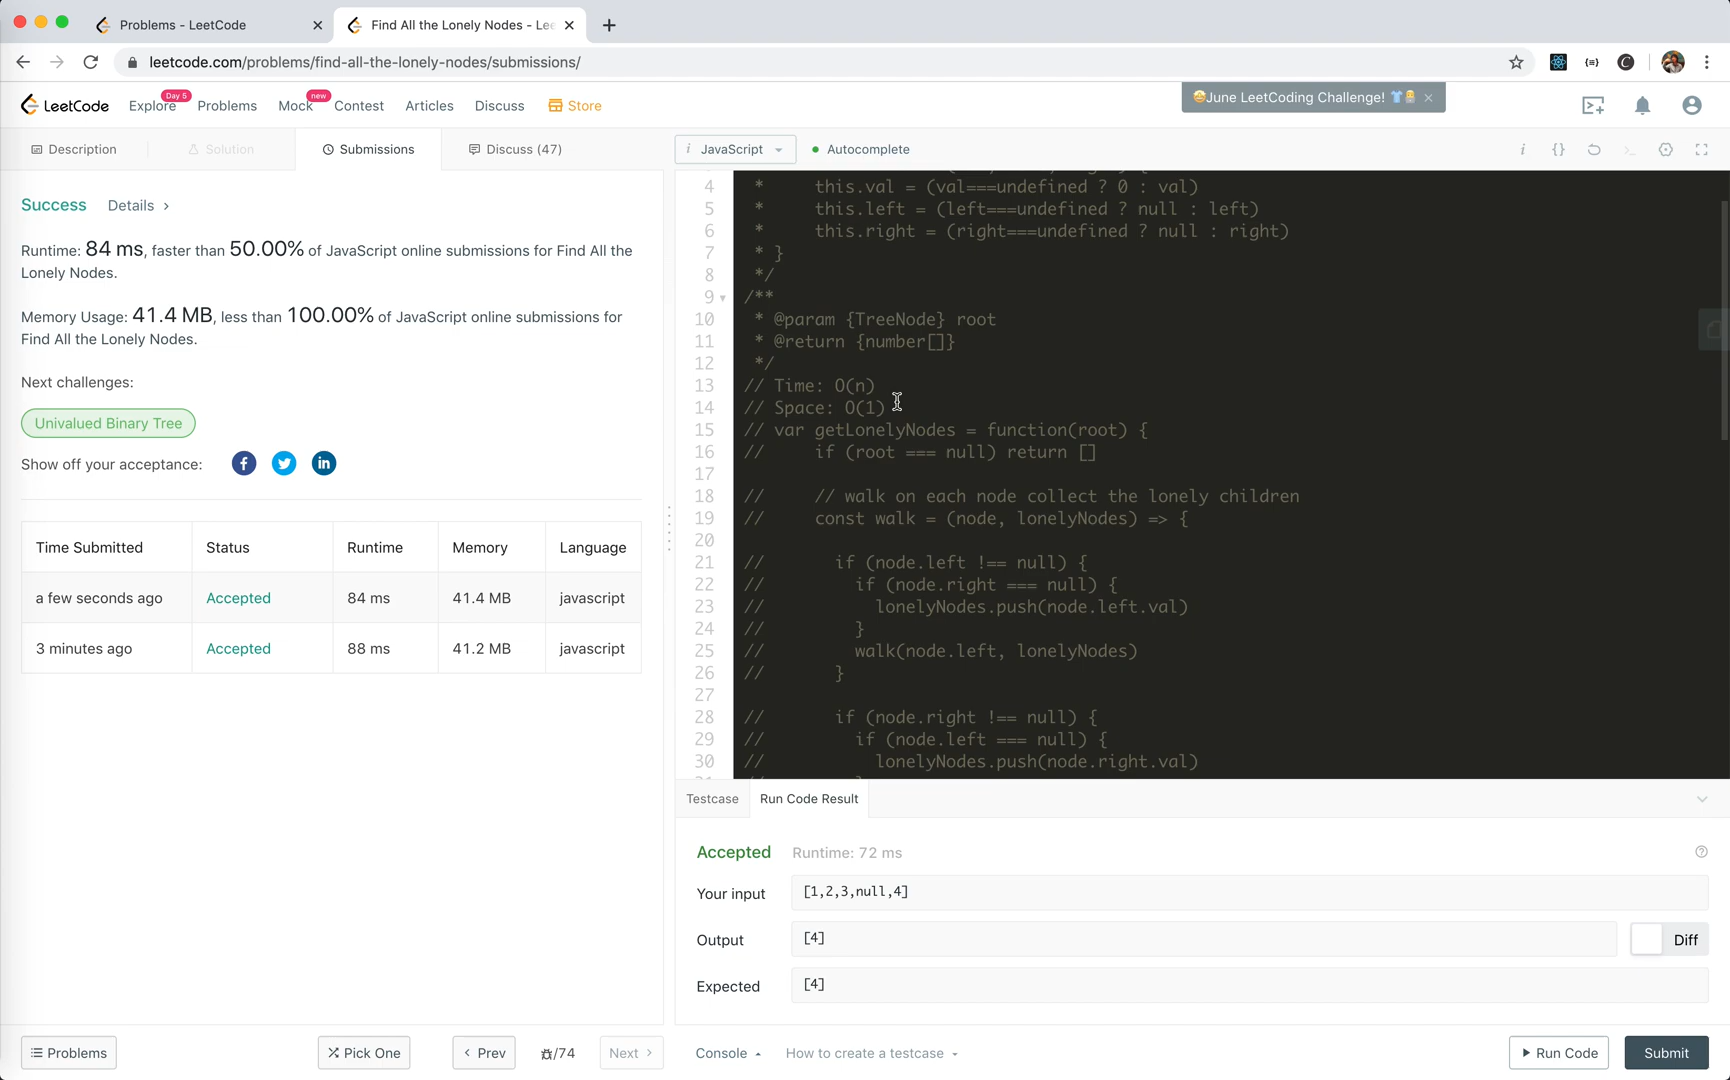 Problems - LeetCode
Find All the Lonely Nodes - Lee
leetcode.com/problems/find-all-the-lonely-nodes/submissions/
LeetCode
Explore
Day 5
Problems
Mock
new
Contest
Articles
Discuss
Store
June LeetCoding Challenge!
Description
Solution
Submissions
Discuss (47)
i JavaScript
Autocomplete
Success Details >
Runtime: 84 ms, faster than 50.00% of JavaScript online submissions for Find All the
Lonely Nodes.
Memory Usage: 41.4 MB, less than 100.00% of JavaScript online submissions for
Find All the Lonely Nodes.
Next challenges:
Univalued Binary Tree
Show off your acceptance:
Time Submitted Status Runtime Memory Language
a few seconds ago Accepted 84 ms 41.4 MB javascript
3 minutes ago Accepted 88 ms 41.2 MB javascript
4 * this.val = (val===undefined ? 0 : val)
5 * this.left = (left===undefined ? null : left)
6 * this.right = (right===undefined ? null : right)
7 * }
8 */
9 /**
10 * @param {TreeNode} root
11 * @return {number[]}
12 */
13 // Time: O(n)
14 // Space: O(1)
15 // var getLonelyNodes = function(root) {
16 // if (root === null) return []
17
18 // // walk on each node collect the lonely children
19 // const walk = (node, lonelyNodes) => {
20
21 // if (node.left !== null) {
22 // if (node.right === null) {
23 // lonelyNodes.push(node.left.val)
24 // }
25 // walk(node.left, lonelyNodes)
26 // }
27
28 // if (node.right !== null) {
29 // if (node.left === null) {
30 // lonelyNodes.push(node.right.val)
Testcase
Run Code Result
Accepted Runtime: 72 ms
Your input [1,2,3,null,4]
Output [4] Diff
Expected [4]
Problems
Pick One
< Prev
/74
Next >
Console
How to create a testcase
Run Code
Submit